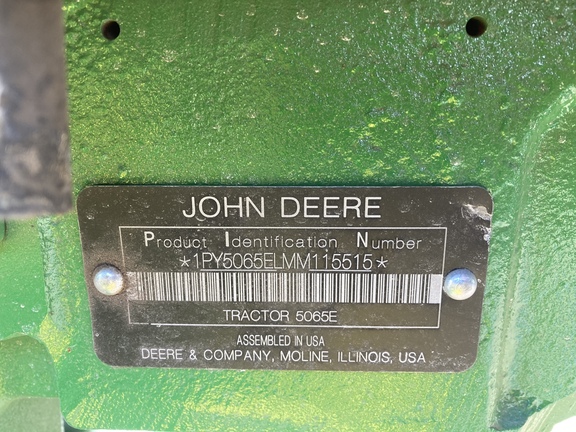 JOHN DEERE
Product Identification Number
*1PY5065ELMM115515*
TRACTOR 5065E
ASSEMBLED IN USA
DEERE & COMPANY, MOLINE, ILLINOIS, USA